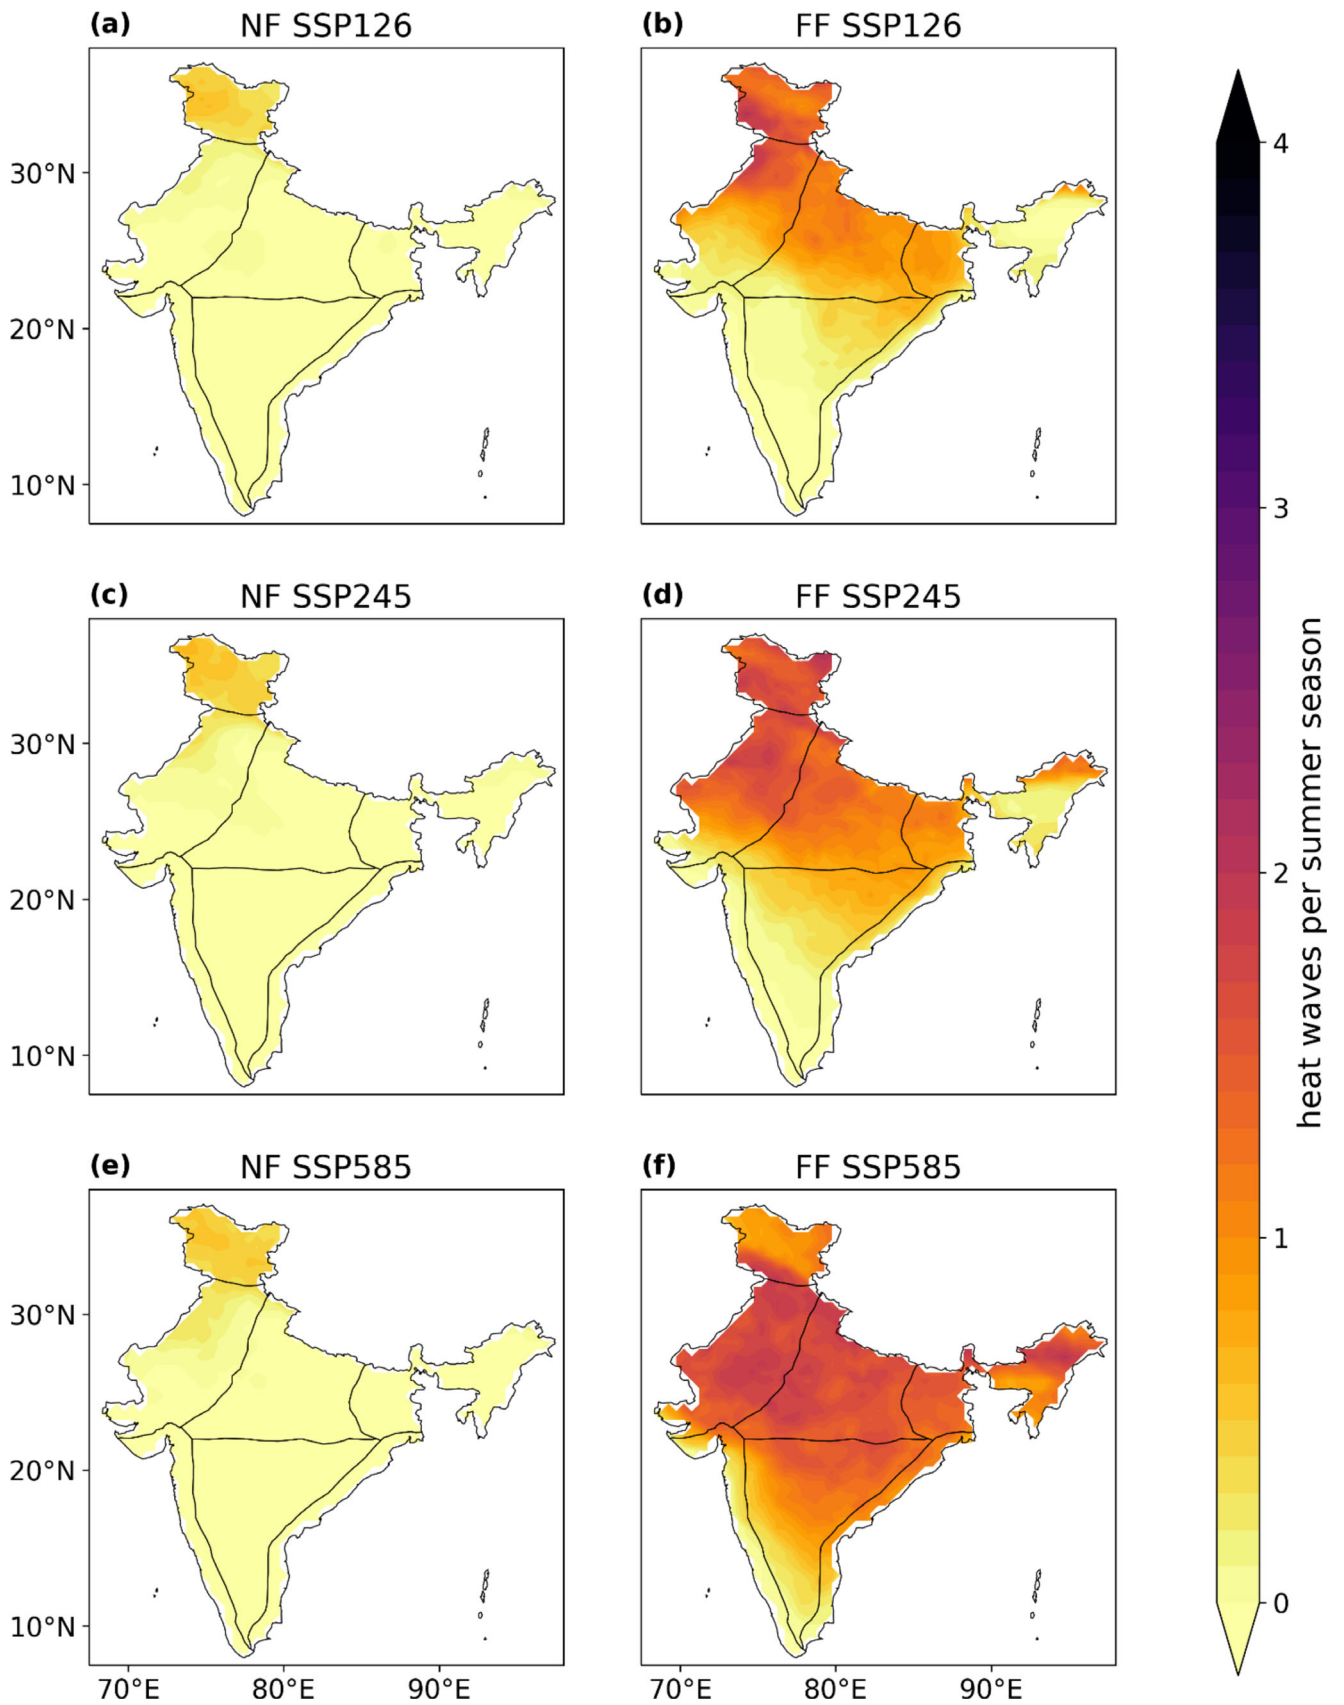 (a) NF SSP126
(b) FF SSP126
30°N
20°N
10°N
(c) NF SSP245
(d) FF SSP245
30°N
20°N
10°N
(e) NF SSP585
(f) FF SSP585
30°N
20°N
10°N
70°E 80°E 90°E
70°E 80°E 90°E
4
3
2
1
0
heat waves per summer season